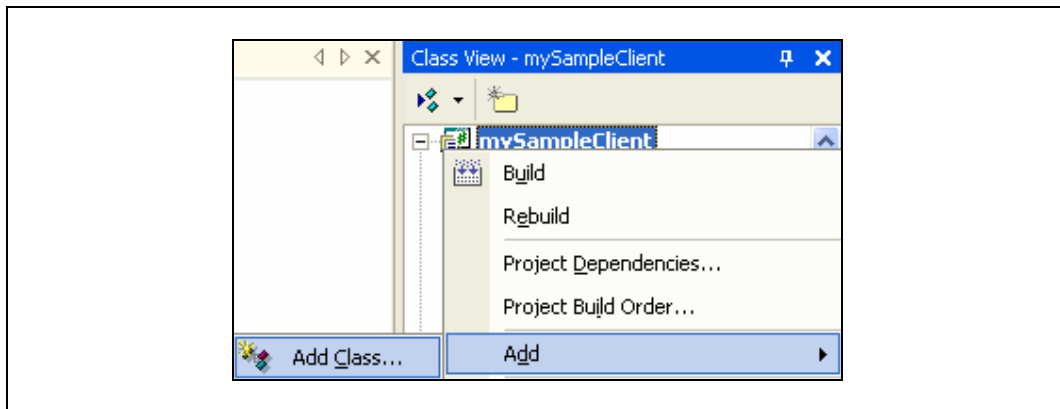 Class View - mySampleClient
mySampleClient
Build
Rebuild
Project Dependencies...
Project Build Order...
Add Class...
Add